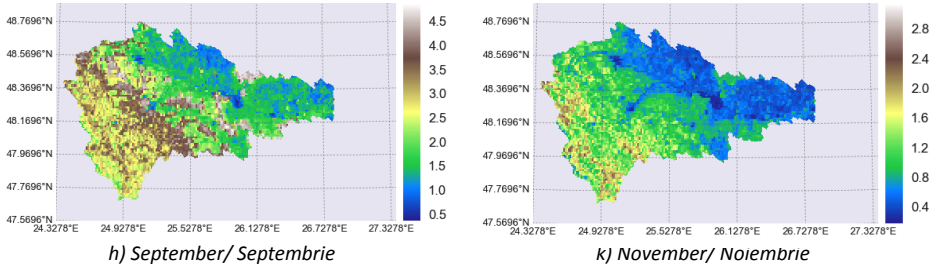 48.7696°N
48.5696°N
48.3696°N
48.1696°N
47.9696°N
47.7696°N
47.5696°N
24.3278°E 24.9278°E 25.5278°E 26.1278°E 26.7278°E 27.3278°E
4.5
4.0
3.5
3.0
2.5
2.0
1.5
1.0
0.5
h) September/ Septembrie
48.7696°N
48.5696°N
48.3696°N
48.1696°N
47.9696°N
47.7696°N
47.5696°N
24.3278°E 24.9278°E 25.5278°E 26.1278°E 26.7278°E 27.3278°E
2.8
2.4
2.0
1.6
1.2
0.8
0.4
k) November/ Noiembrie